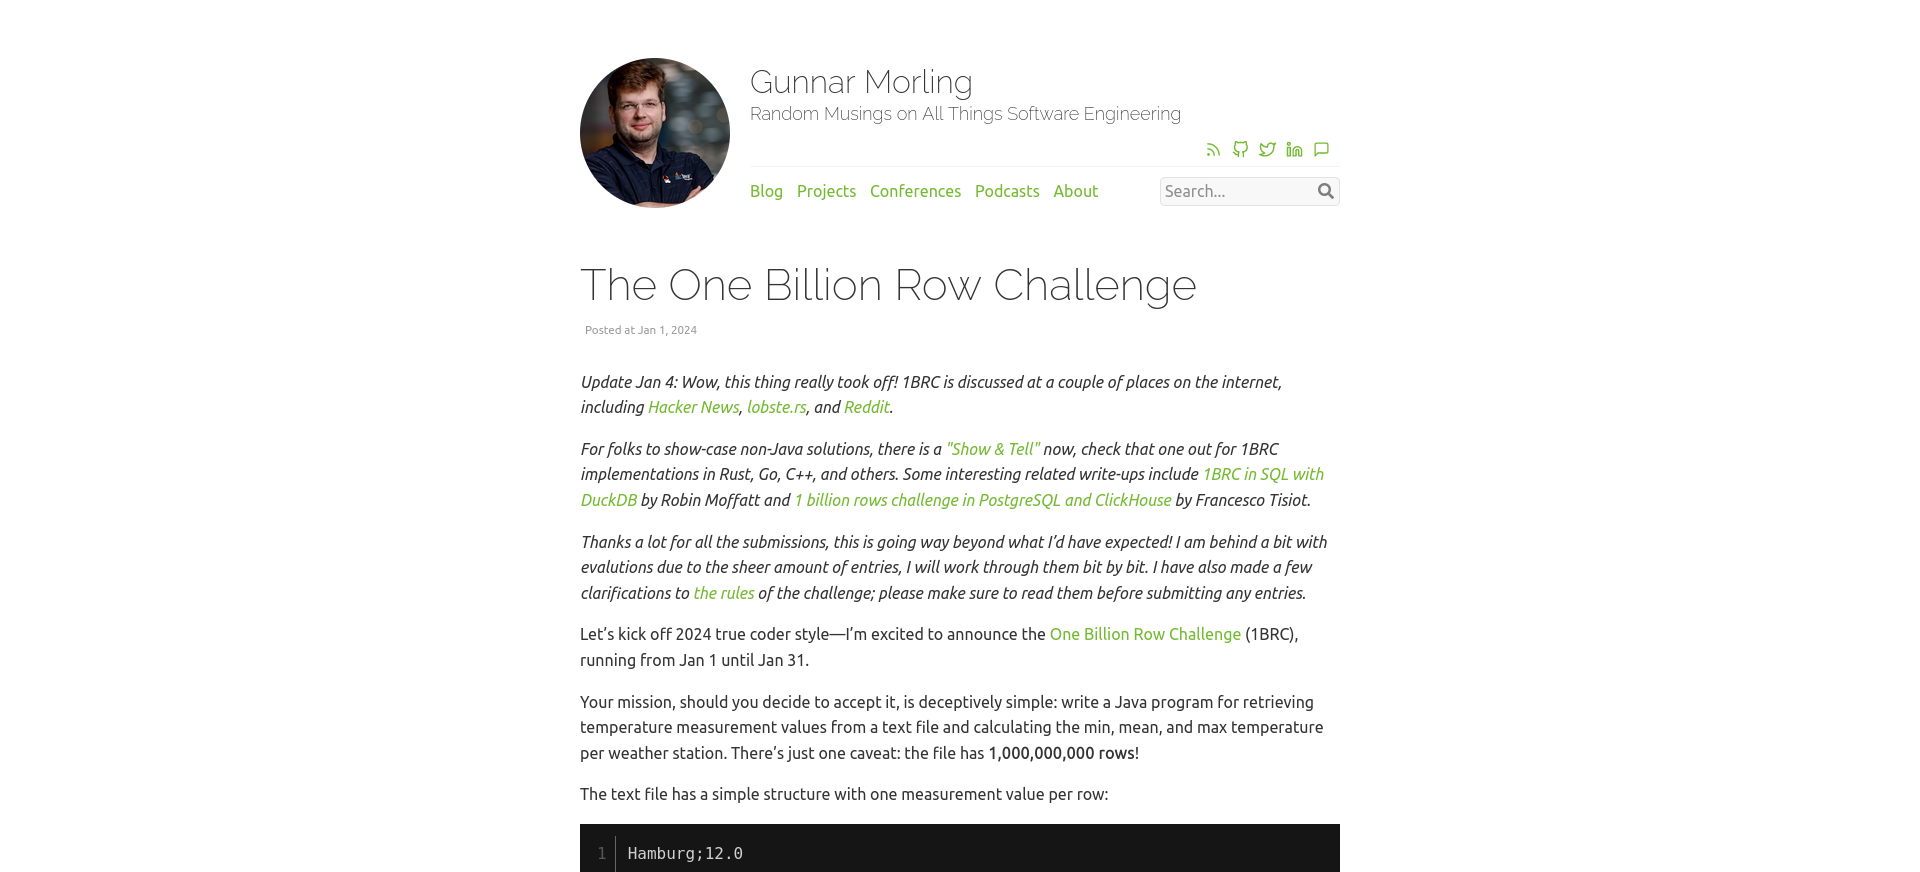 Gunnar Morling
Random Musings on All Things Software Engineering
Blog Projects Conferences Podcasts About Search...
The One Billion Row Challenge
Posted at Jan 1, 2024
Update Jan 4: Wow, this thing really took off! 1BRC is discussed at a couple of places on the internet,
including Hacker News, lobste.rs, and Reddit.
For folks to show-case non-Java solutions, there is a "Show & Tell" now, check that one out for 1BRC
implementations in Rust, Go, C++, and others. Some interesting related write-ups include 1BRC in SQL with
DuckDB by Robin Moffatt and 1 billion rows challenge in PostgreSQL and ClickHouse by Francesco Tisiot.
Thanks a lot for all the submissions, this is going way beyond what I’d have expected! I am behind a bit with
evalutions due to the sheer amount of entries, I will work through them bit by bit. I have also made a few
clarifications to the rules of the challenge; please make sure to read them before submitting any entries.
Let’s kick off 2024 true coder style—I’m excited to announce the One Billion Row Challenge (1BRC),
running from Jan 1 until Jan 31.
Your mission, should you decide to accept it, is deceptively simple: write a Java program for retrieving
temperature measurement values from a text file and calculating the min, mean, and max temperature
per weather station. There’s just one caveat: the file has 1,000,000,000 rows!
The text file has a simple structure with one measurement value per row:
1 Hamburg;12.0